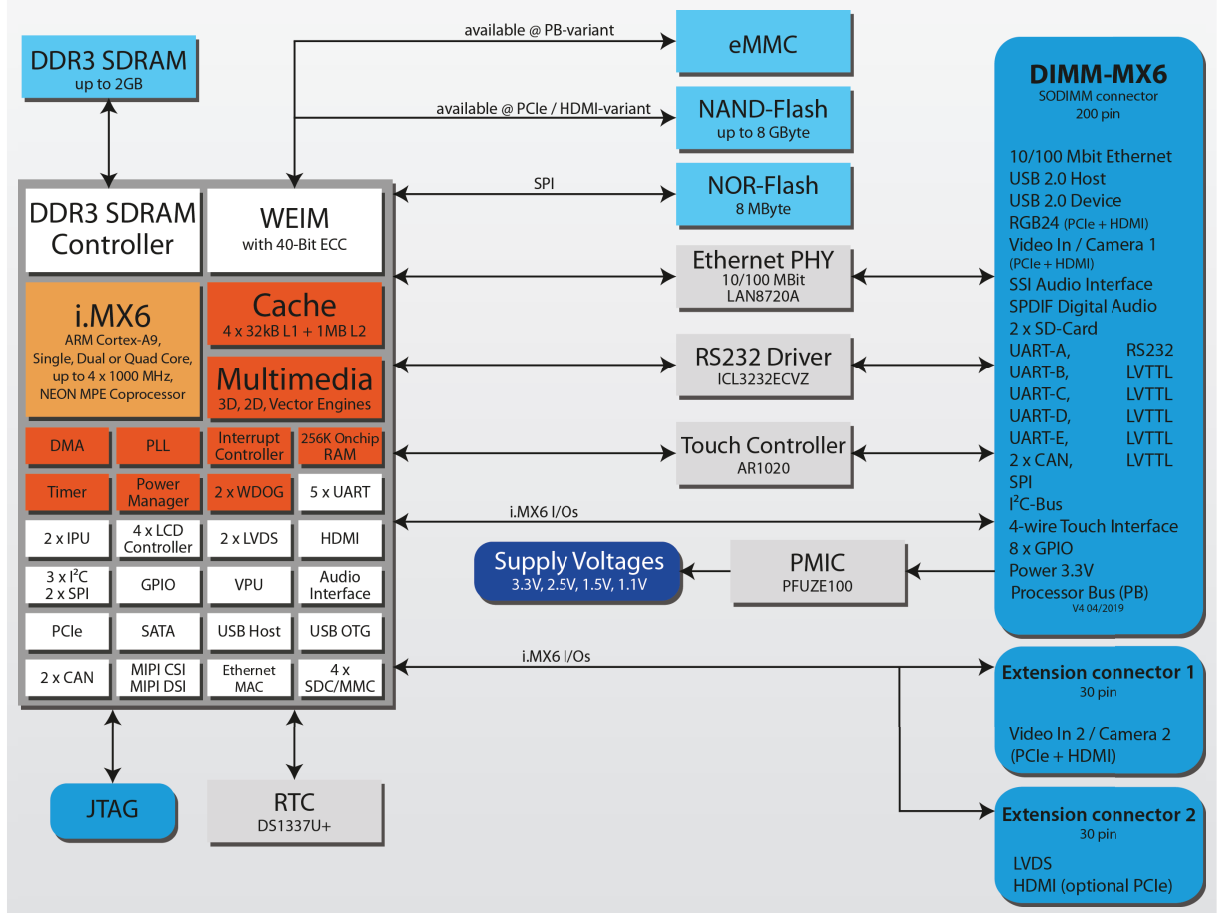 DDR3 SDRAM
up to 2GB
available @ PB-variant
eMMC
available @ PCIe / HDMI-variant
NAND-Flash
up to 8 GByte
SPI
NOR-Flash
8 MByte
DDR3 SDRAM
Controller
WEIM
with 40-Bit ECC
Ethernet PHY
10/100 MBit
LAN8720A
i.MX6
ARM Cortex-A9,
Single, Dual or Quad Core,
up to 4 x 1000 MHz,
NEON MPE Coprocessor
Cache
4 x 32kB L1 + 1MB L2
Multimedia
3D, 2D, Vector Engines
RS232 Driver
ICL3232ECVZ
Touch Controller
AR1020
DMA
PLL
Interrupt
Controller
256K Onchip
RAM
Timer
Power
Manager
2 x WDOG
5 x UART
2 x IPU
4 x LCD
Controller
2 x LVDS
HDMI
3 x I²C
2 x SPI
GPIO
VPU
Audio
Interface
PCIe
SATA
USB Host
USB OTG
2 x CAN
MIPI CSI
MIPI DSI
Ethernet
MAC
4 x
SDC/MMC
i.MX6 I/Os
Supply Voltages
3.3V, 2.5V, 1.5V, 1.1V
PMIC
PFUZE100
i.MX6 I/Os
JTAG
RTC
DS1337U+
DIMM-MX6
SODIMM connector
200 pin
10/100 Mbit Ethernet
USB 2.0 Host
USB 2.0 Device
RGB24 (PCIe + HDMI)
Video In / Camera 1
(PCIe + HDMI)
SSI Audio Interface
SPDIF Digital Audio
2 x SD-Card
UART-A, RS232
UART-B, LVTTL
UART-C, LVTTL
UART-D, LVTTL
UART-E, LVTTL
2 x CAN, LVTTL
SPI
I²C-Bus
4-wire Touch Interface
8 x GPIO
Power 3.3V
Processor Bus (PB)
V4 04/2019
Extension connector 1
30 pin
Video In 2 / Camera 2
(PCIe + HDMI)
Extension connector 2
30 pin
LVDS
HDMI (optional PCIe)